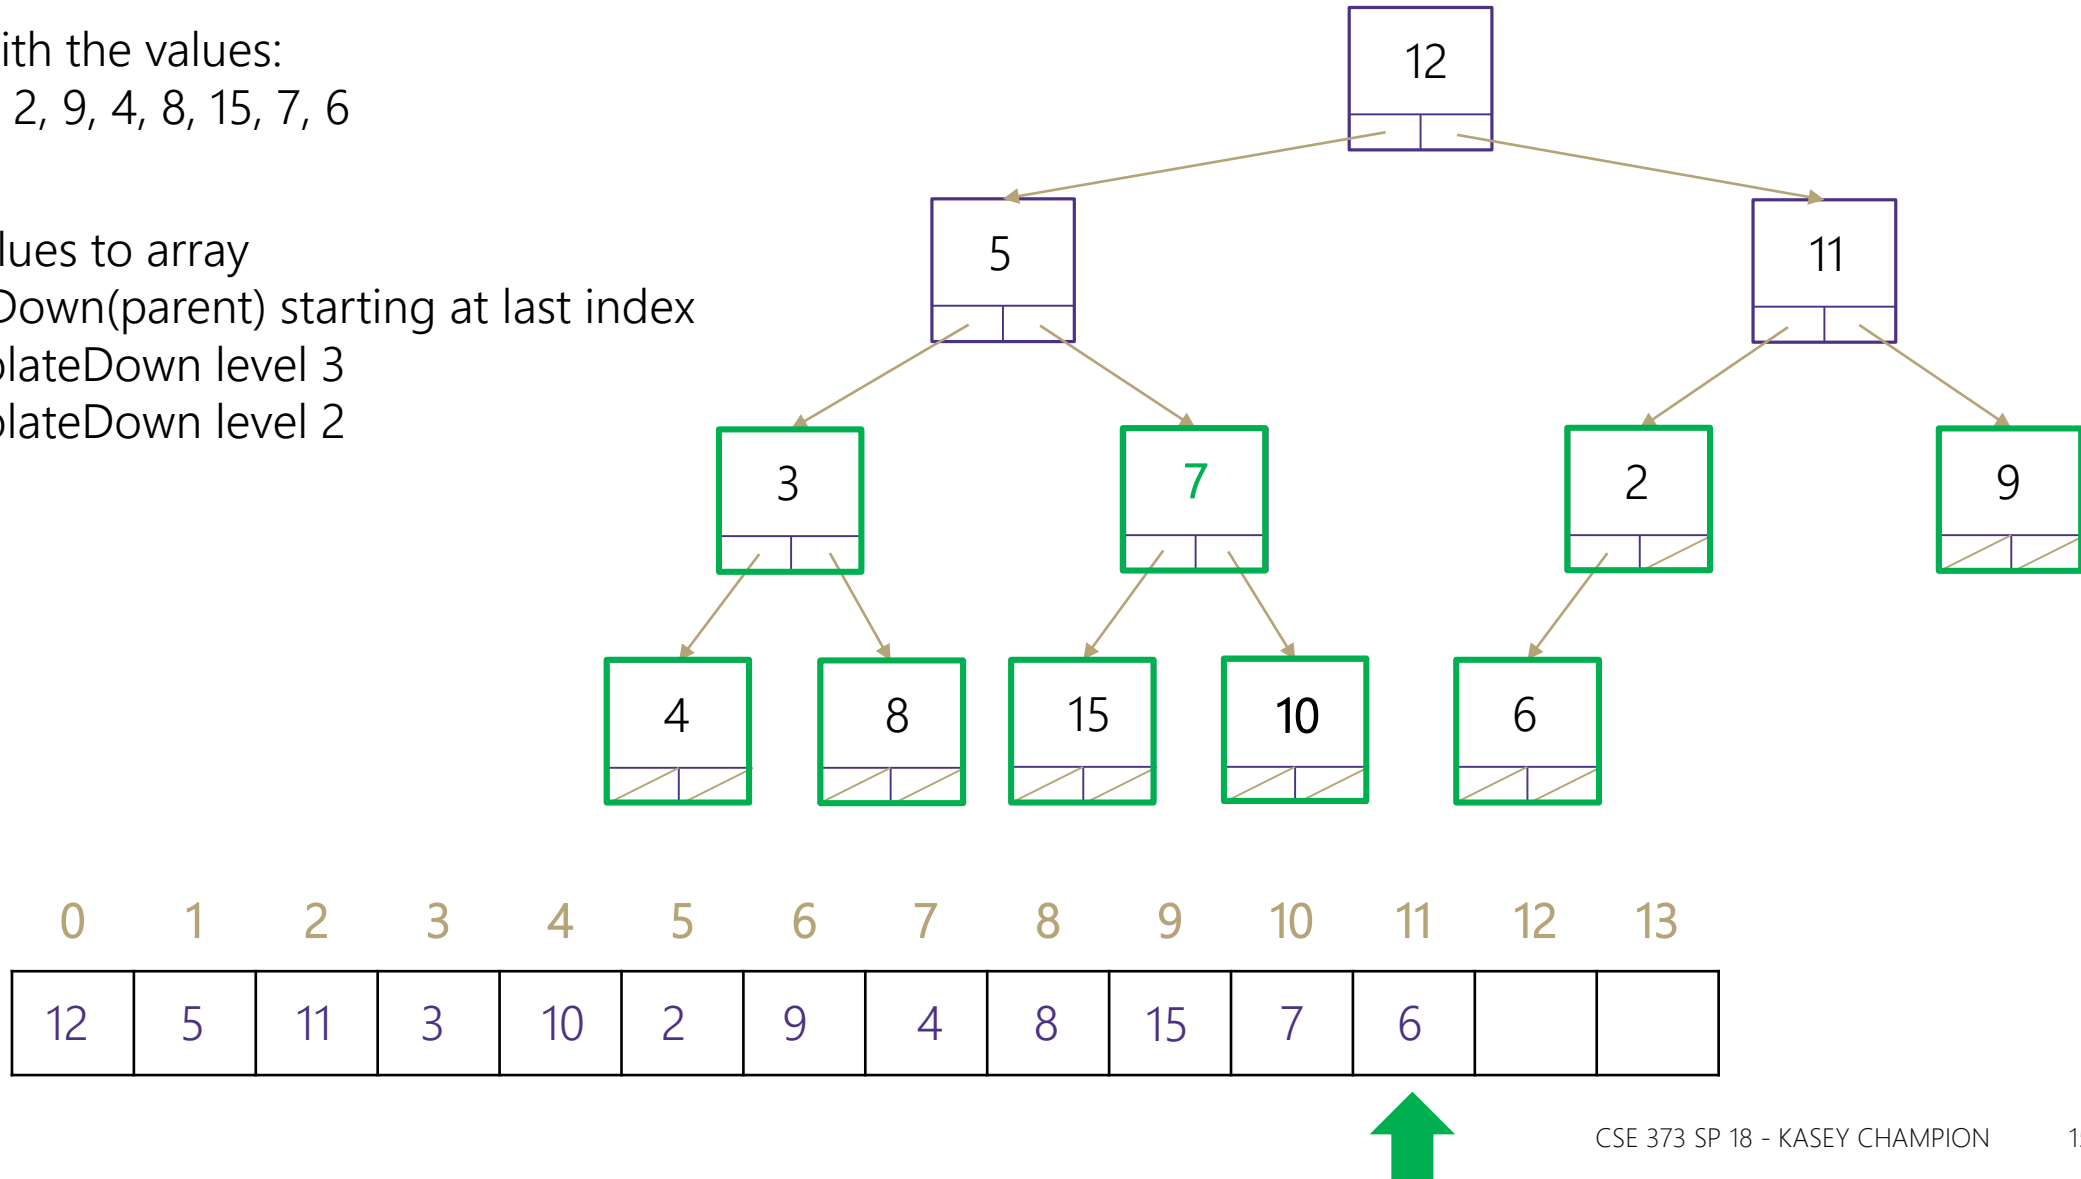 ith the values:
2, 9, 4, 8, 15, 7, 6
lues to array
Down(parent) starting at last index
olateDown level 3
olateDown level 2
12
5 11
3 7 2 9
4 8 15 10 6
0 1 2 3 4 5 6 7 8 9 10 11 12 13
12 5 11 3 10 2 9 4 8 15 7 6
CSE 373 SP 18 - KASEY CHAMPION